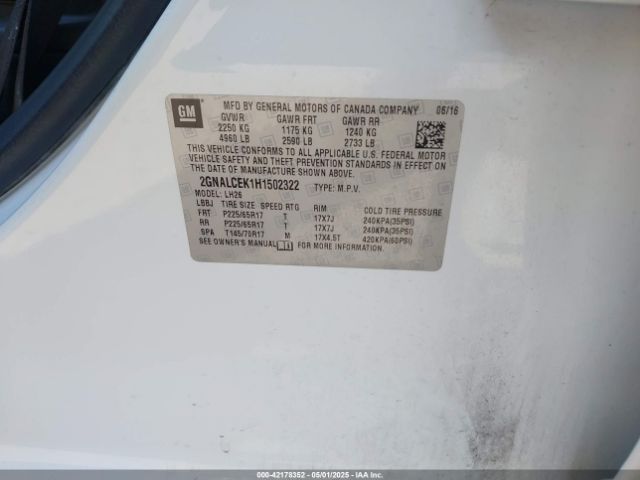 GM
MFD BY GENERAL MOTORS OF CANADA COMPANY 06/16
GVWR GAWR FRT GAWR RR
2250 KG 1175 KG 1240 KG
4960 LB 2590 LB 2733 LB
THIS VEHICLE CONFORMS TO ALL APPLICABLE U.S. FEDERAL MOTOR
VEHICLE SAFETY AND THEFT PREVENTION STANDARDS IN EFFECT ON
THE DATE OF MANUFACTURE SHOWN ABOVE.
2GNALCEK1H1502322 TYPE: M.P.V.
MODEL: LH26
LBBJ TIRE SIZE SPEED RTG RIM COLD TIRE PRESSURE
FRT P225/65R17 T 17X7J 240KPA(35PSI)
RR P225/65R17 T 17X7J 240KPA(35PSI)
SPA T145/70R17 M 17X4.5T 420KPA(60PSI)
SEE OWNER'S MANUAL FOR MORE INFORMATION.
000-42178352 - 05/01/2025 - IAAI.COM